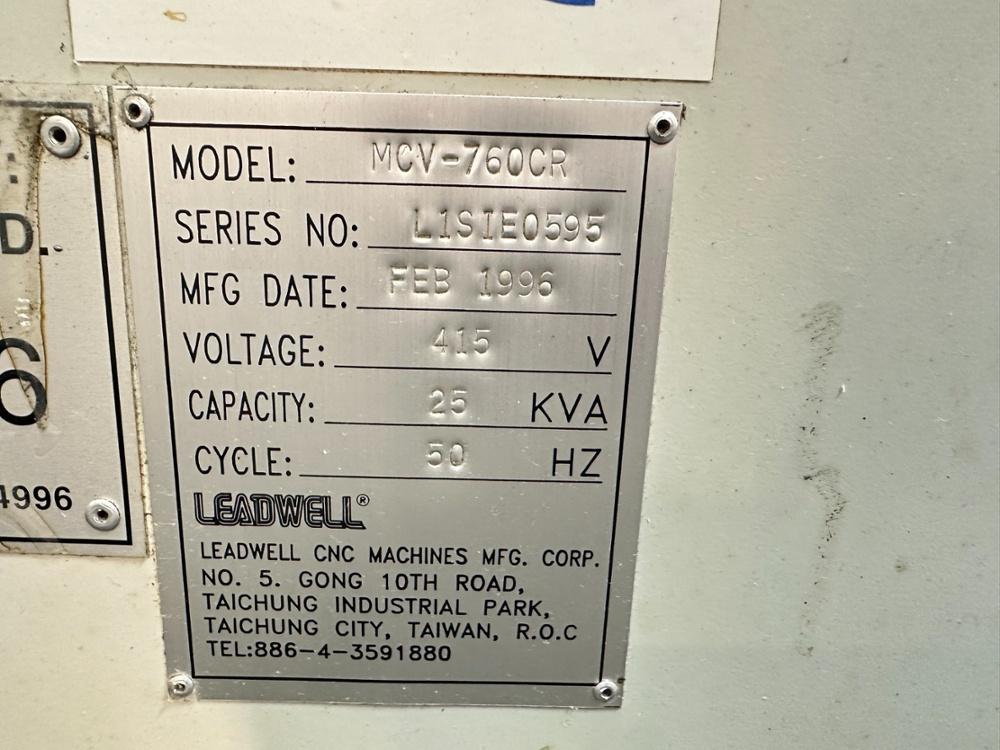 MODEL: MCV-760CR
SERIES NO: L1SIE0595
MFG DATE: FEB 1996
VOLTAGE: 415 V
CAPACITY: 25 KVA
CYCLE: 50 HZ
LEADWELL®
LEADWELL CNC MACHINES MFG. CORP.
NO. 5. GONG 10TH ROAD,
TAICHUNG INDUSTRIAL PARK,
TAICHUNG CITY, TAIWAN, R.O.C
TEL:886-4-3591880
D.
6
4996